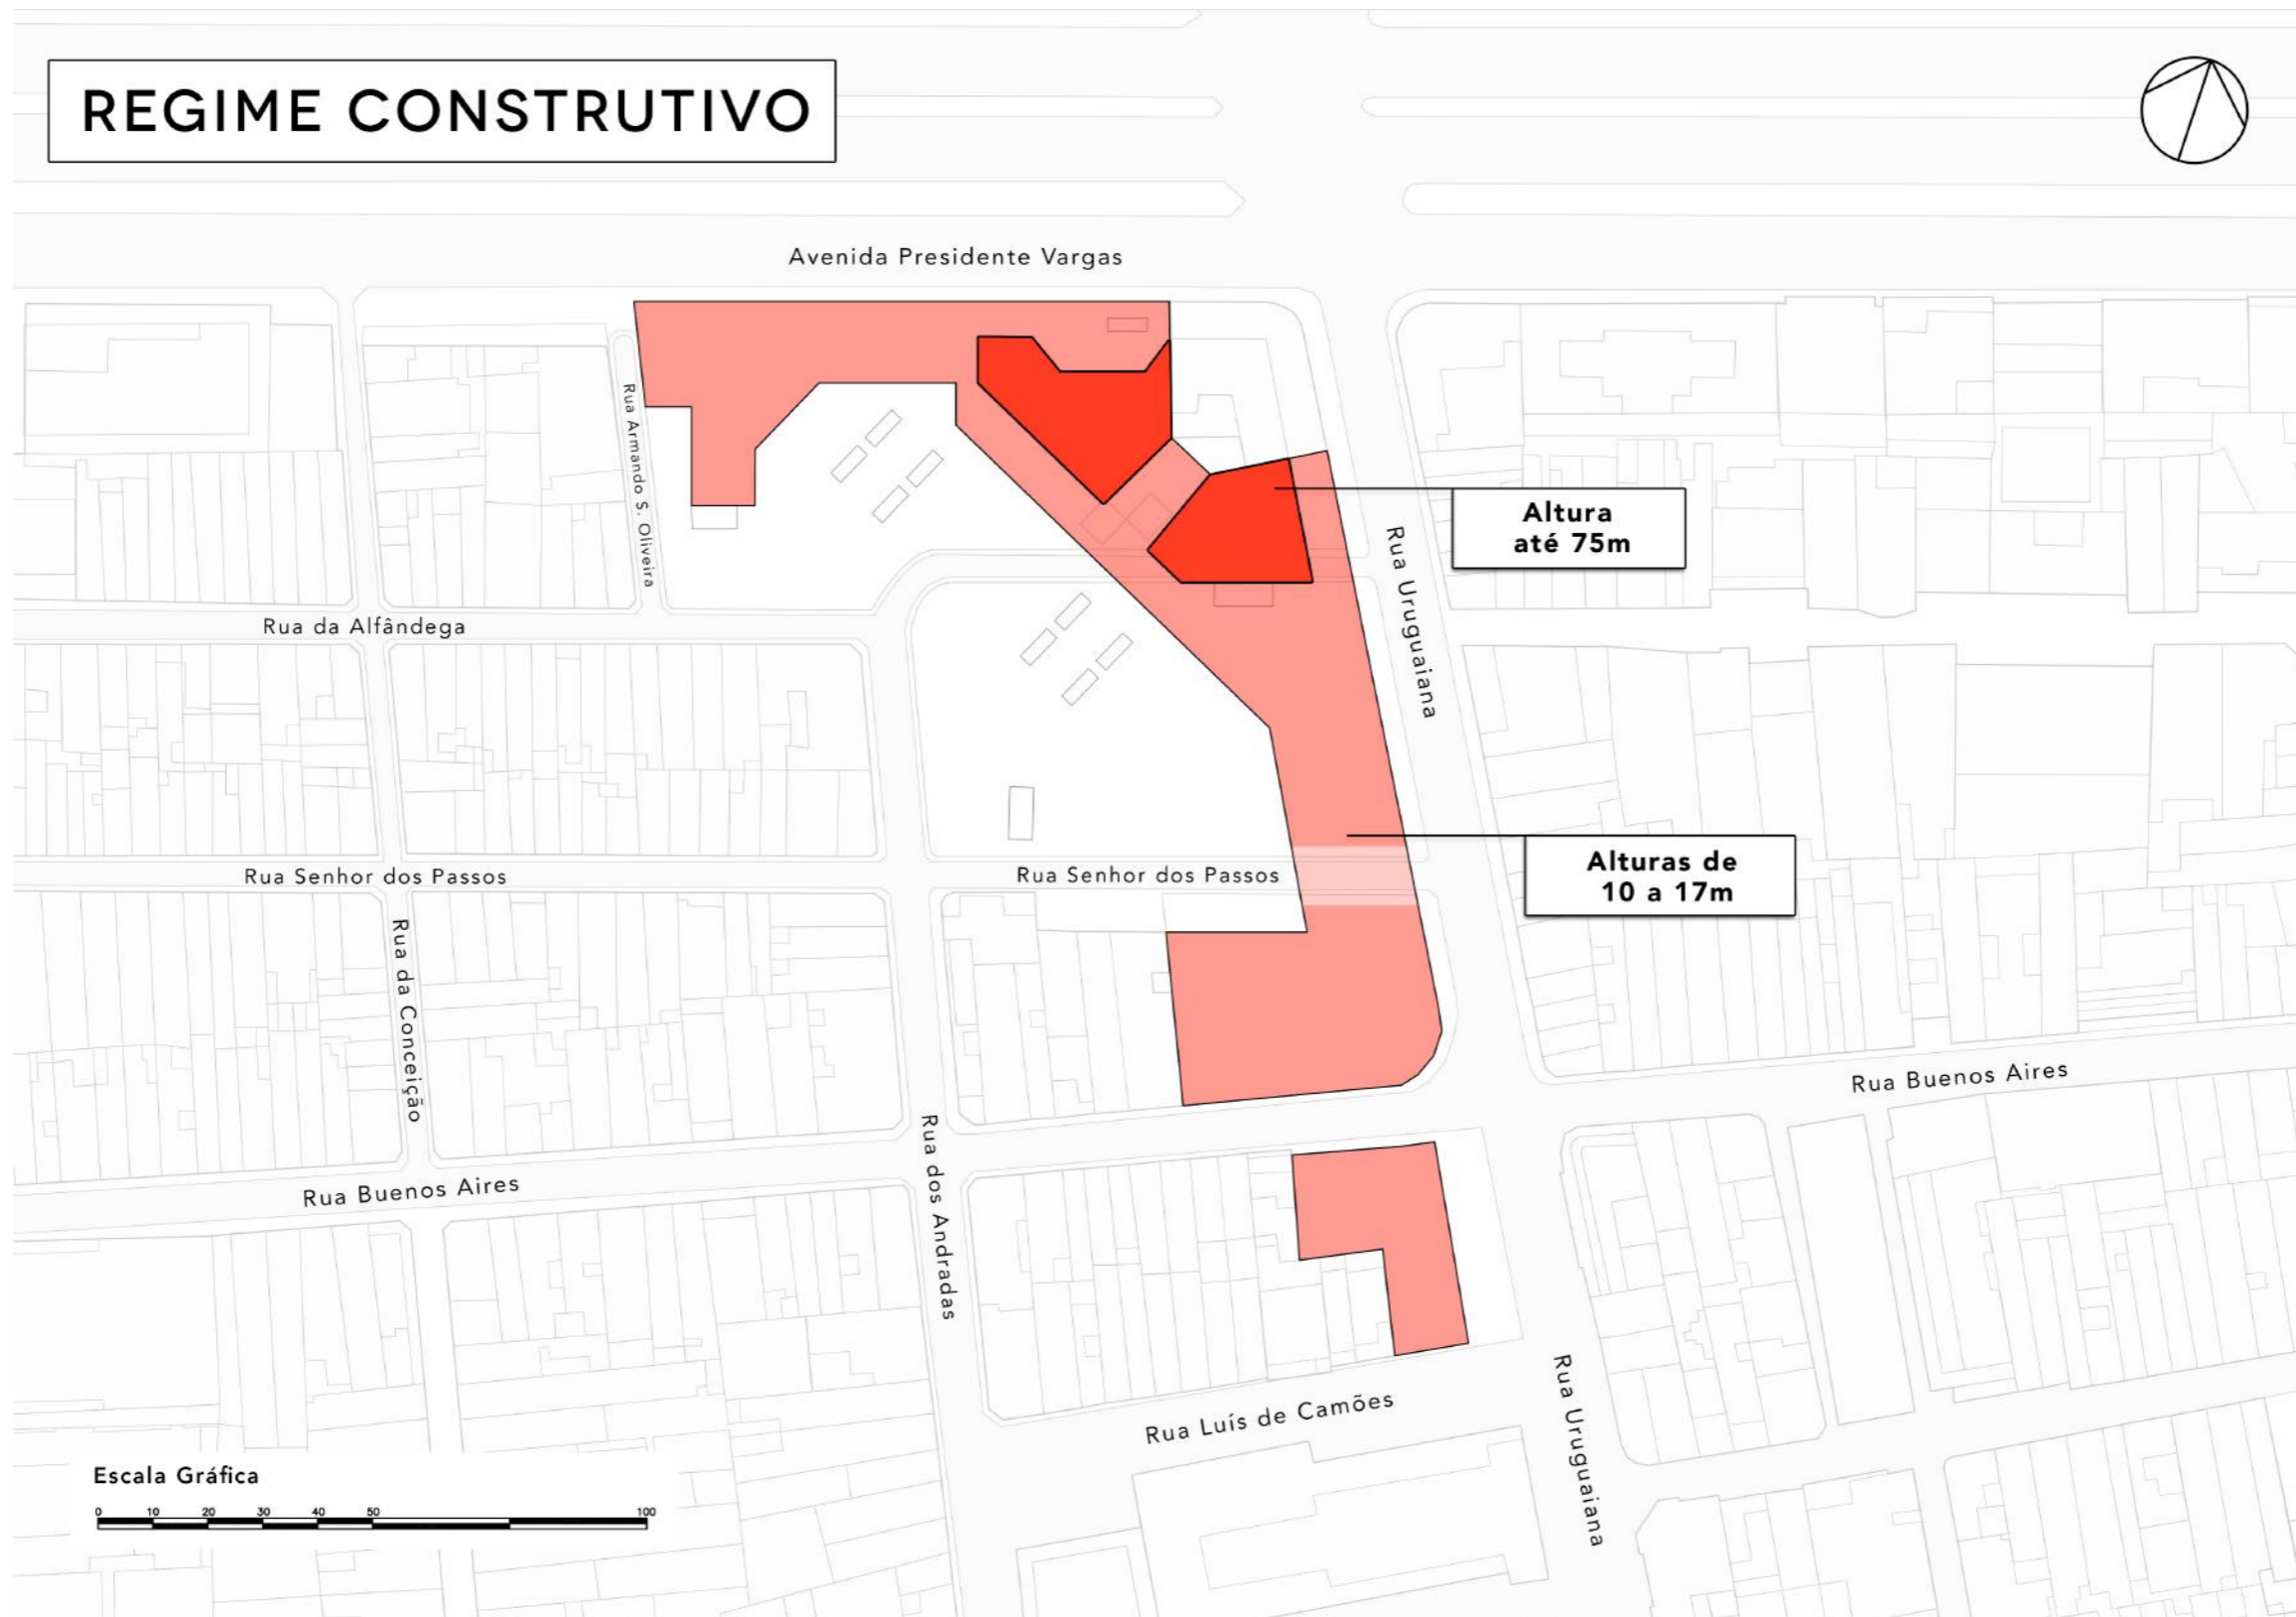 REGIME CONSTRUTIVO
Avenida Presidente Vargas
Rua Armando S. Oliveira
Altura
até 75m
Rua Uruguaiana
Rua da Alfândega
Alturas de
10 a 17m
Rua Senhor dos Passos
Rua Senhor dos Passos
Rua da Conceição
Rua Buenos Aires
Rua dos Andradas
Rua Buenos Aires
Rua Luís de Camões
Rua Uruguaiana
Escala Gráfica
0 10 20 30 40 50 100